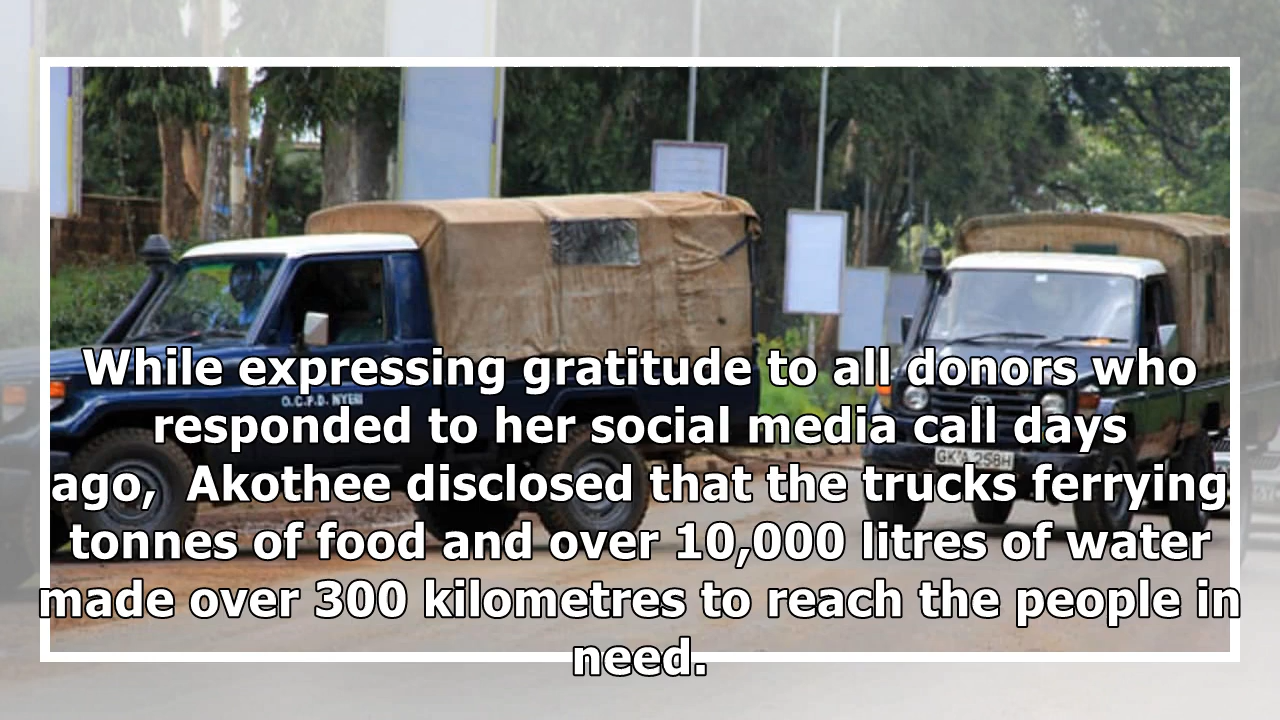 While expressing gratitude to all donors who
responded to her social media call days
ago,  Akothee disclosed that the trucks ferrying
tonnes of food and over 10,000 litres of water
made over 300 kilometres to reach the people in
need.
O.C.P.D. NYERI
GK'A 258H